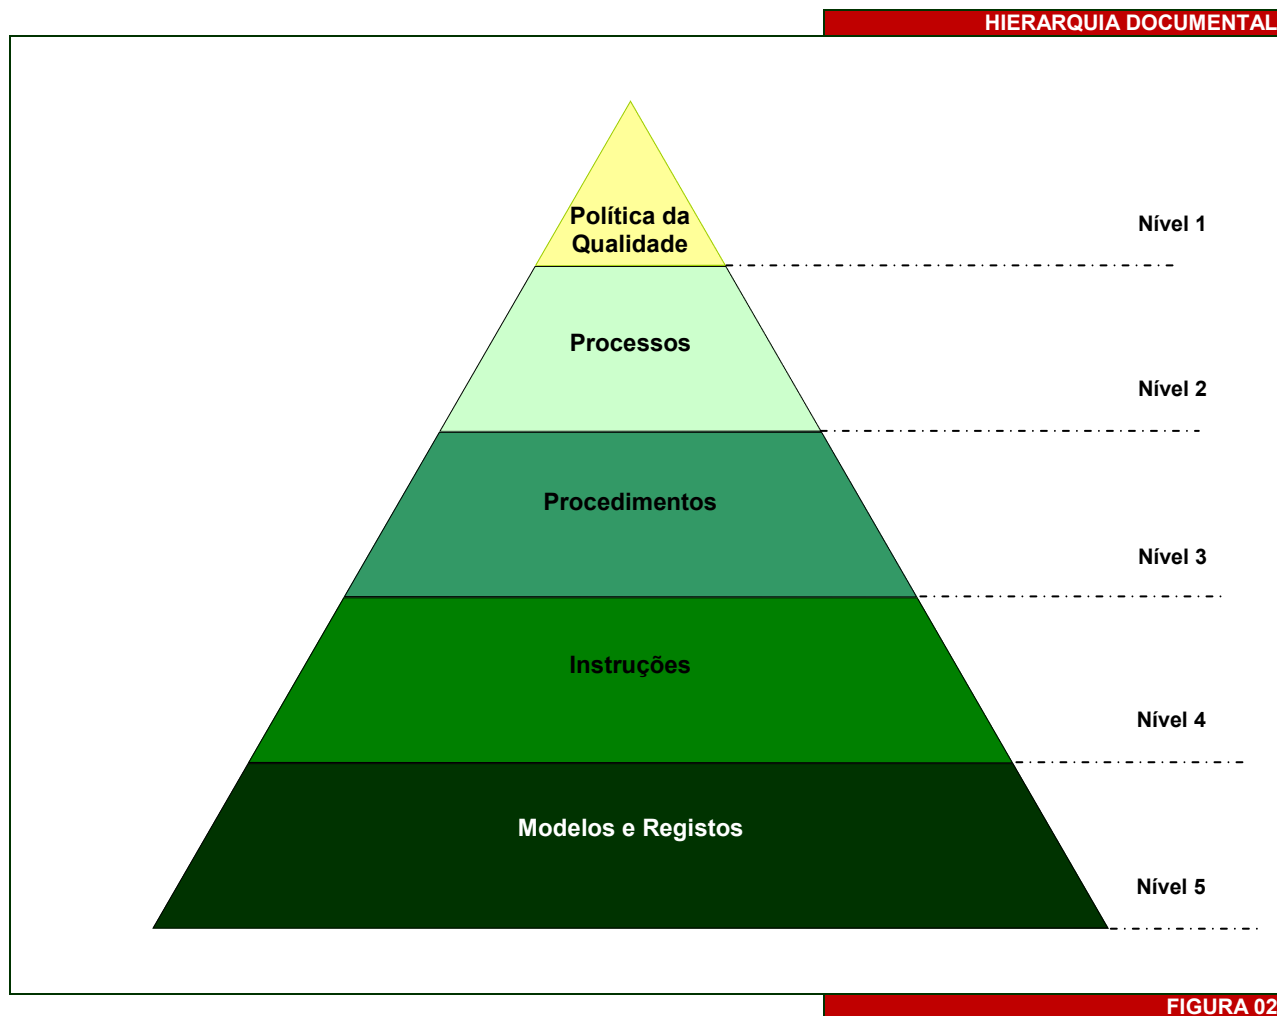 HIERARQUIA DOCUMENTAL
Política da
Qualidade
Nível 1
Processos
Nível 2
Procedimentos
Nível 3
Instruções
Nível 4
Modelos e Registos
Nível 5
FIGURA 02